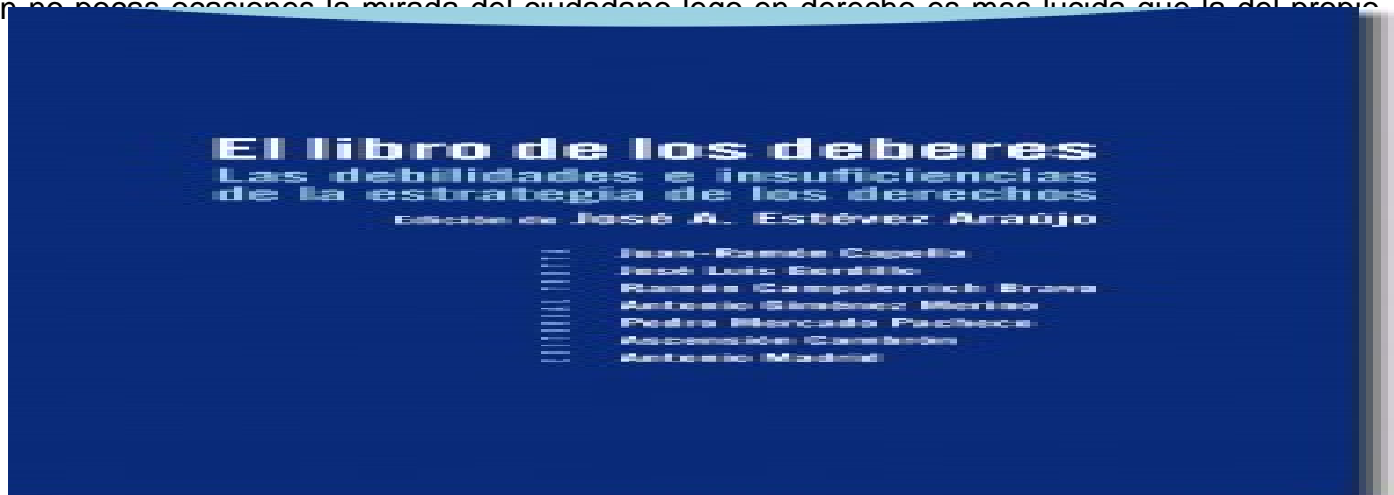 n no pocas ocasiones la mirada del ciudadano lego en derecho es más lúcida que la del propio
El libro de los deberes
Las debilidades e insuficiencias
de la estrategia de los derechos
Edición de José A. Estévez Araújo
Juan-Ramón Capella
José Luis Gordillo
Ramón Campderrich Bravo
Antonio Giménez Merino
Pedro Mercado Pacheco
Ascensión Cambrón
Antonio Madrid